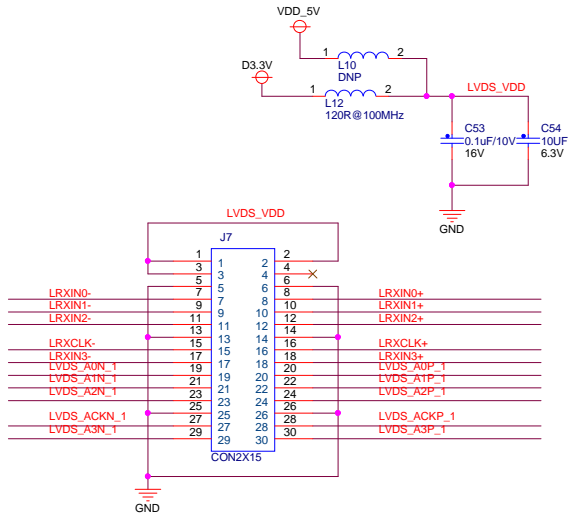 VDD_5V
1 2
L10
DNP
D3.3V
1 2
L12
120R@100MHz
LVDS_VDD
C53
0.1uF/10V
16V
C54
10UF
6.3V
GND
LVDS_VDD
J7
1 1 2 2
3 3 4 4
5 5 6 6
LRXIN0- 7 7 8 8 LRXIN0+
LRXIN1- 9 9 10 10 LRXIN1+
LRXIN2- 11 11 12 12 LRXIN2+
13 13 14 14
LRXCLK- 15 15 16 16 LRXCLK+
LRXIN3- 17 17 18 18 LRXIN3+
LVDS_A0N_1 19 19 20 20 LVDS_A0P_1
LVDS_A1N_1 21 21 22 22 LVDS_A1P_1
LVDS_A2N_1 23 23 24 24 LVDS_A2P_1
25 25 26 26
LVDS_ACKN_1 27 27 28 28 LVDS_ACKP_1
LVDS_A3N_1 29 29 30 30 LVDS_A3P_1
CON2X15
GND